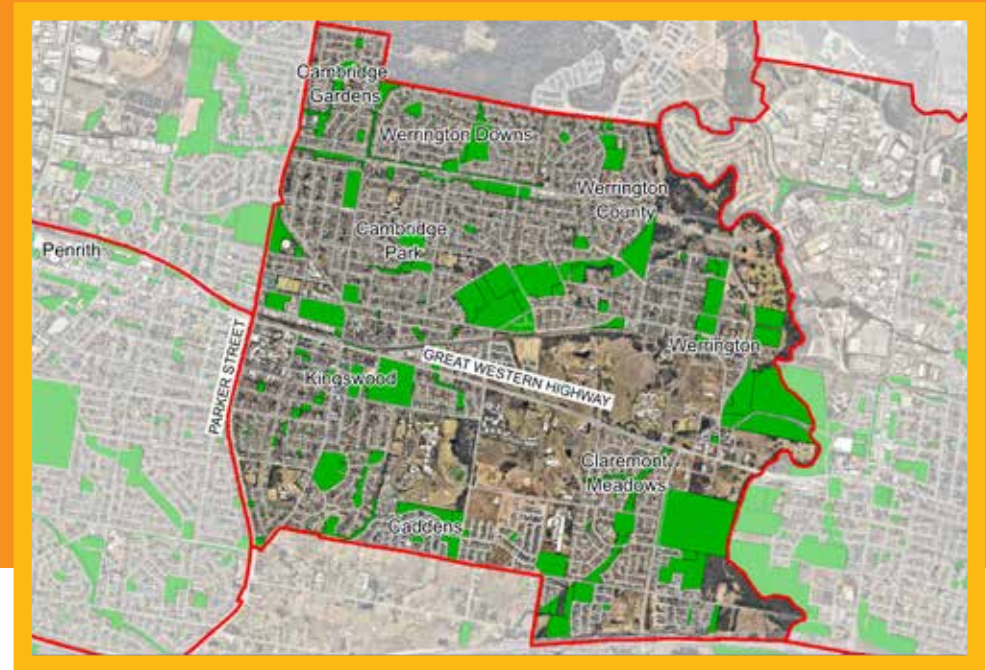 Cambridge
Gardens
Werrington Downs
Werrington
County
Cambridge
Park
Penrith
PARKER STREET
GREAT WESTERN HIGHWAY
Werrington
Kingswood
Claremont
Meadows
Caddens